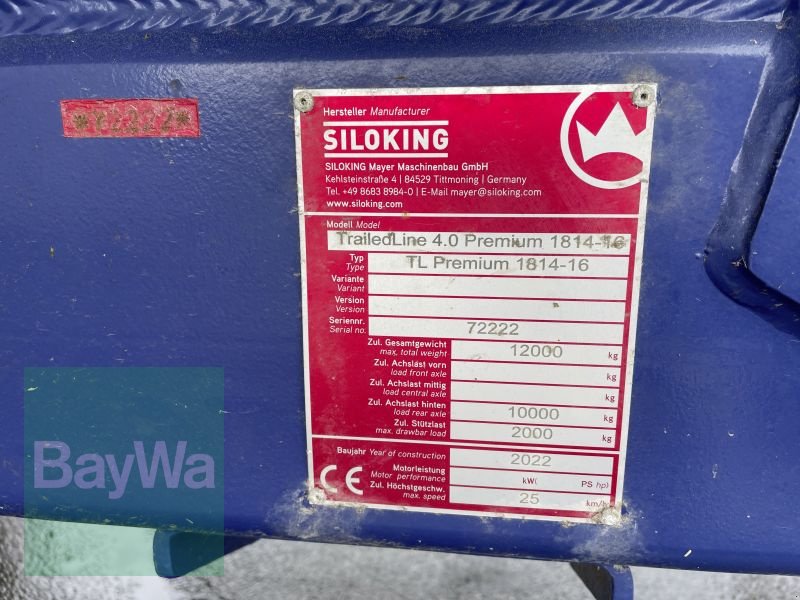 *72222*
Hersteller Manufacturer
SILOKING
SILOKING Mayer Maschinenbau GmbH
Kehlsteinstraße 4 | 84529 Tittmoning | Germany
Tel. +49 8683 8984-0 | E-Mail mayer@siloking.com
www.siloking.com
Modell Model
TrailedLine 4.0 Premium 1814-16
Typ
Type
TL Premium 1814-16
Variante
Variant
Version
Version
Seriennr.
Serial no.
72222
Zul. Gesamtgewicht
max. total weight
12000 kg
Zul. Achslast vorn
load front axle
kg
Zul. Achslast mittig
load central axle
kg
Zul. Achslast hinten
load rear axle
10000 kg
Zul. Stützlast
max. drawbar load
2000 kg
Baujahr Year of construction
2022
Motorleistung
Motor performance
kW( PS hp)
Zul. Höchstgeschw.
max. speed
25 km/h
CE
BayWa